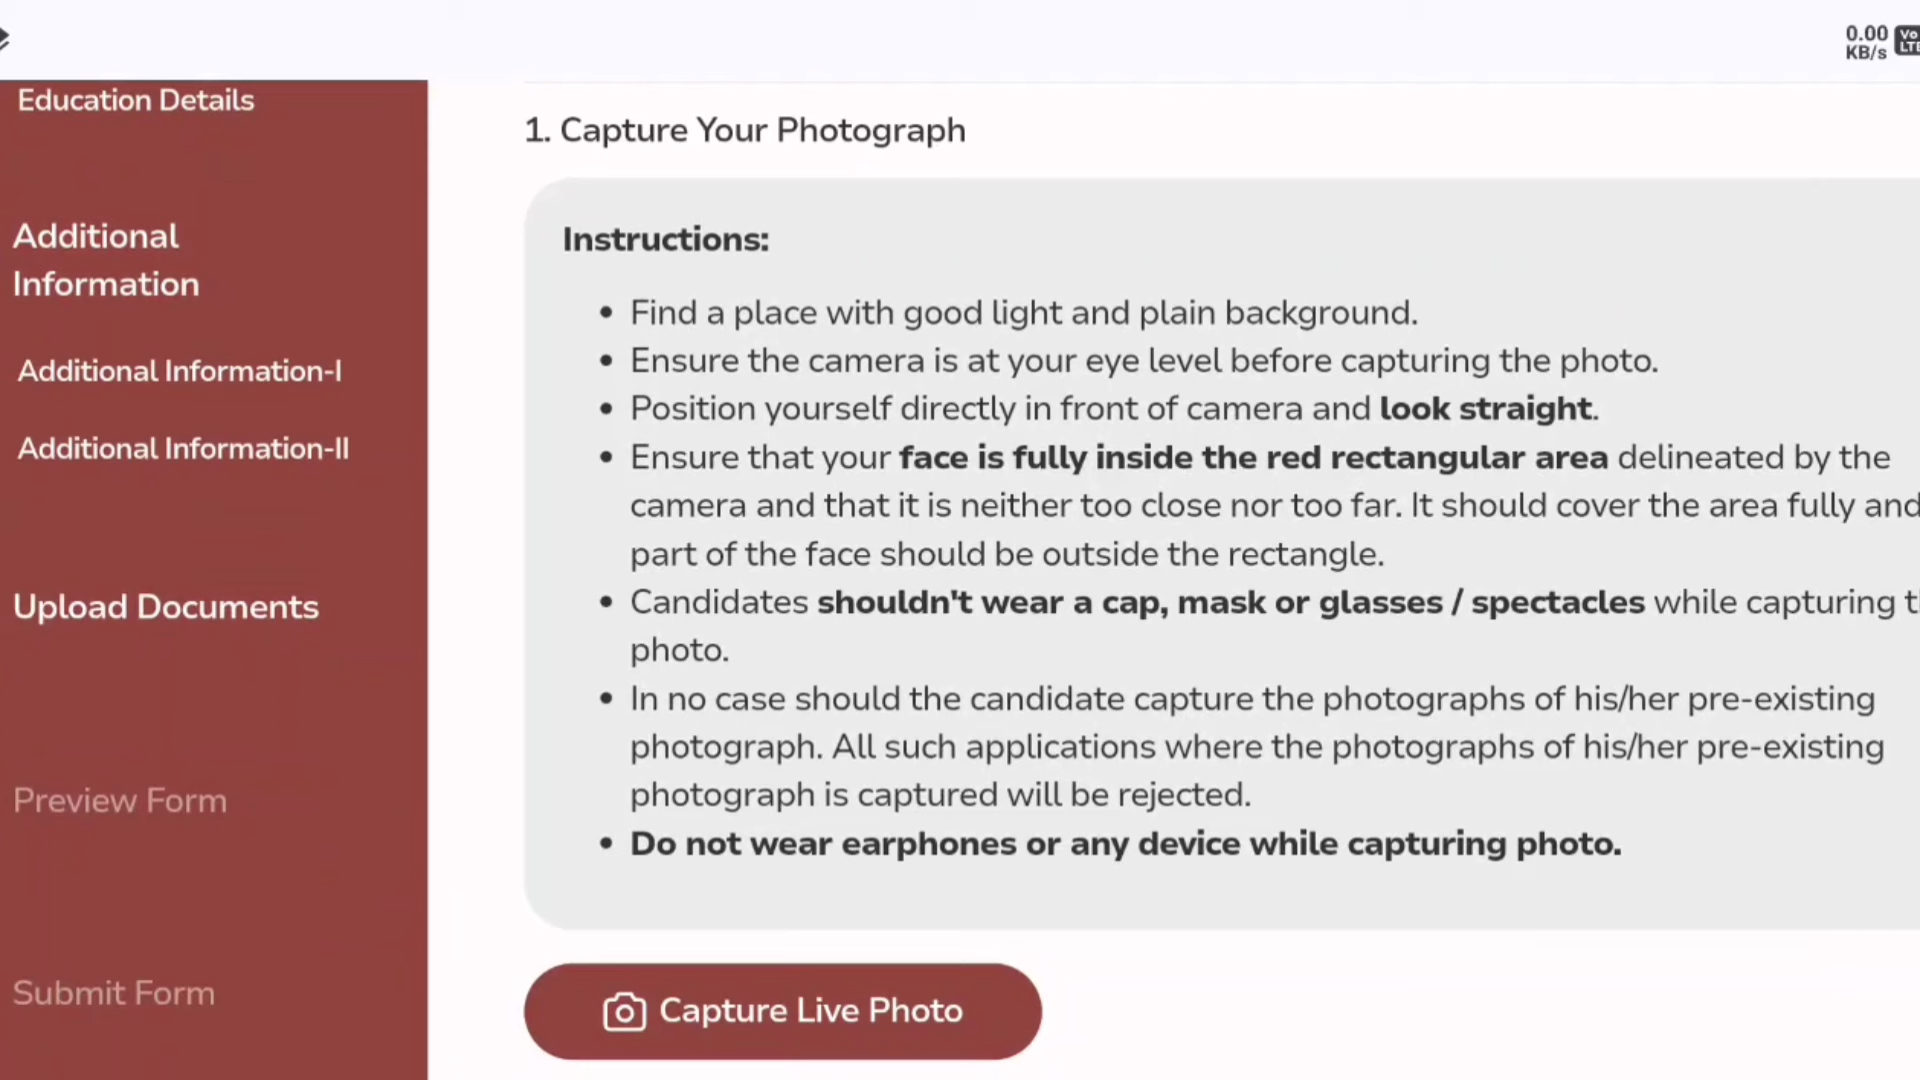 0.00
KB/s
Education Details
1. Capture Your Photograph
Instructions:
Additional
Information
• Find a place with good light and plain background.
• Ensure the camera is at your eye level before capturing the photo.
Additional Information-I
• Position yourself directly in front of camera and look straight.
Additional Information-II
• Ensure that your face is fully inside the red rectangular area delineated by the
camera and that it is neither too close nor too far. It should cover the area fully and
part of the face should be outside the rectangle.
Upload Documents
• Candidates shouldn't wear a cap, mask or glasses / spectacles while capturing
photo.
• In no case should the candidate capture the photographs of his/her pre-existing
photograph. All such applications where the photographs of his/her pre-existing
photograph is captured will be rejected.
Preview Form
• Do not wear earphones or any device while capturing photo.
Submit Form
Capture Live Photo